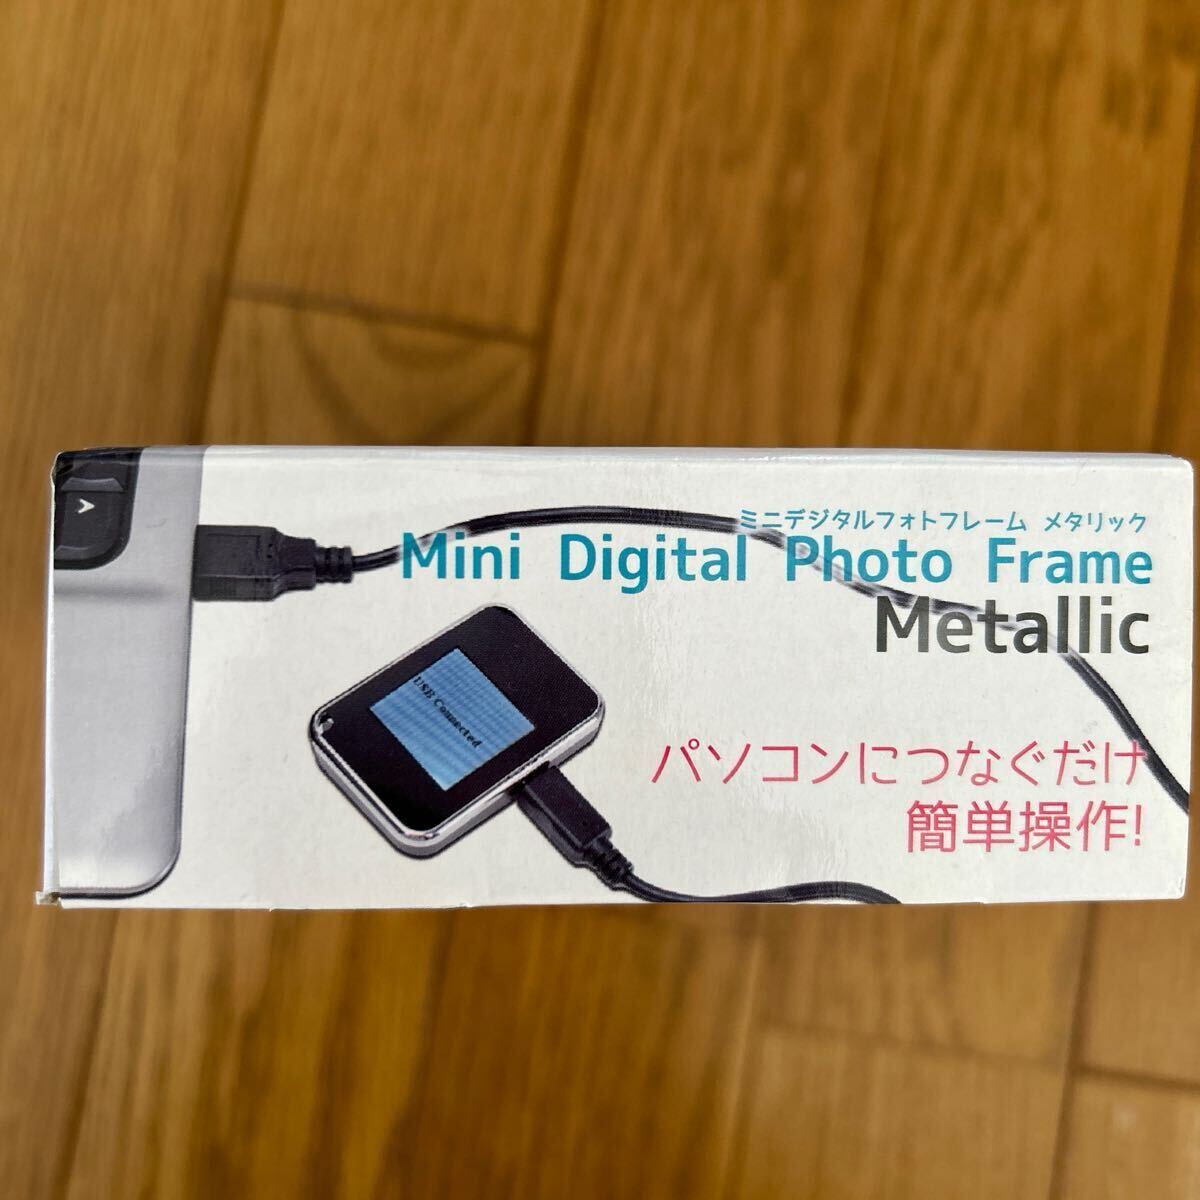 ミニデジタルフォトフレーム メタリック
Mini Digital Photo Frame
Metallic
USB Connected
パソコンにつなぐだけ
簡単操作!